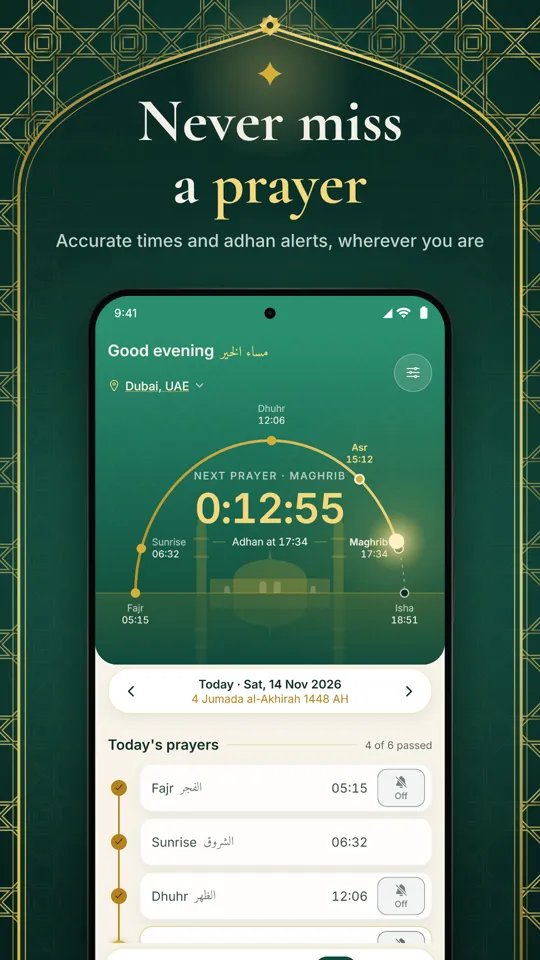 Never miss
a prayer
Accurate times and adhan alerts, wherever you are
9:41
Good evening مساء الخير
Dubai, UAE
Dhuhr
12:06
Asr
15:12
NEXT PRAYER · MAGHRIB
0:12:55
Adhan at 17:34
Sunrise
06:32
Maghrib
17:34
Fajr
05:15
Isha
18:51
Today · Sat, 14 Nov 2026
4 Jumada al-Akhirah 1448 AH
Today's prayers
4 of 6 passed
Fajr الفجر 05:15
Off
Sunrise الشروق 06:32
Dhuhr الظهر 12:06
Off